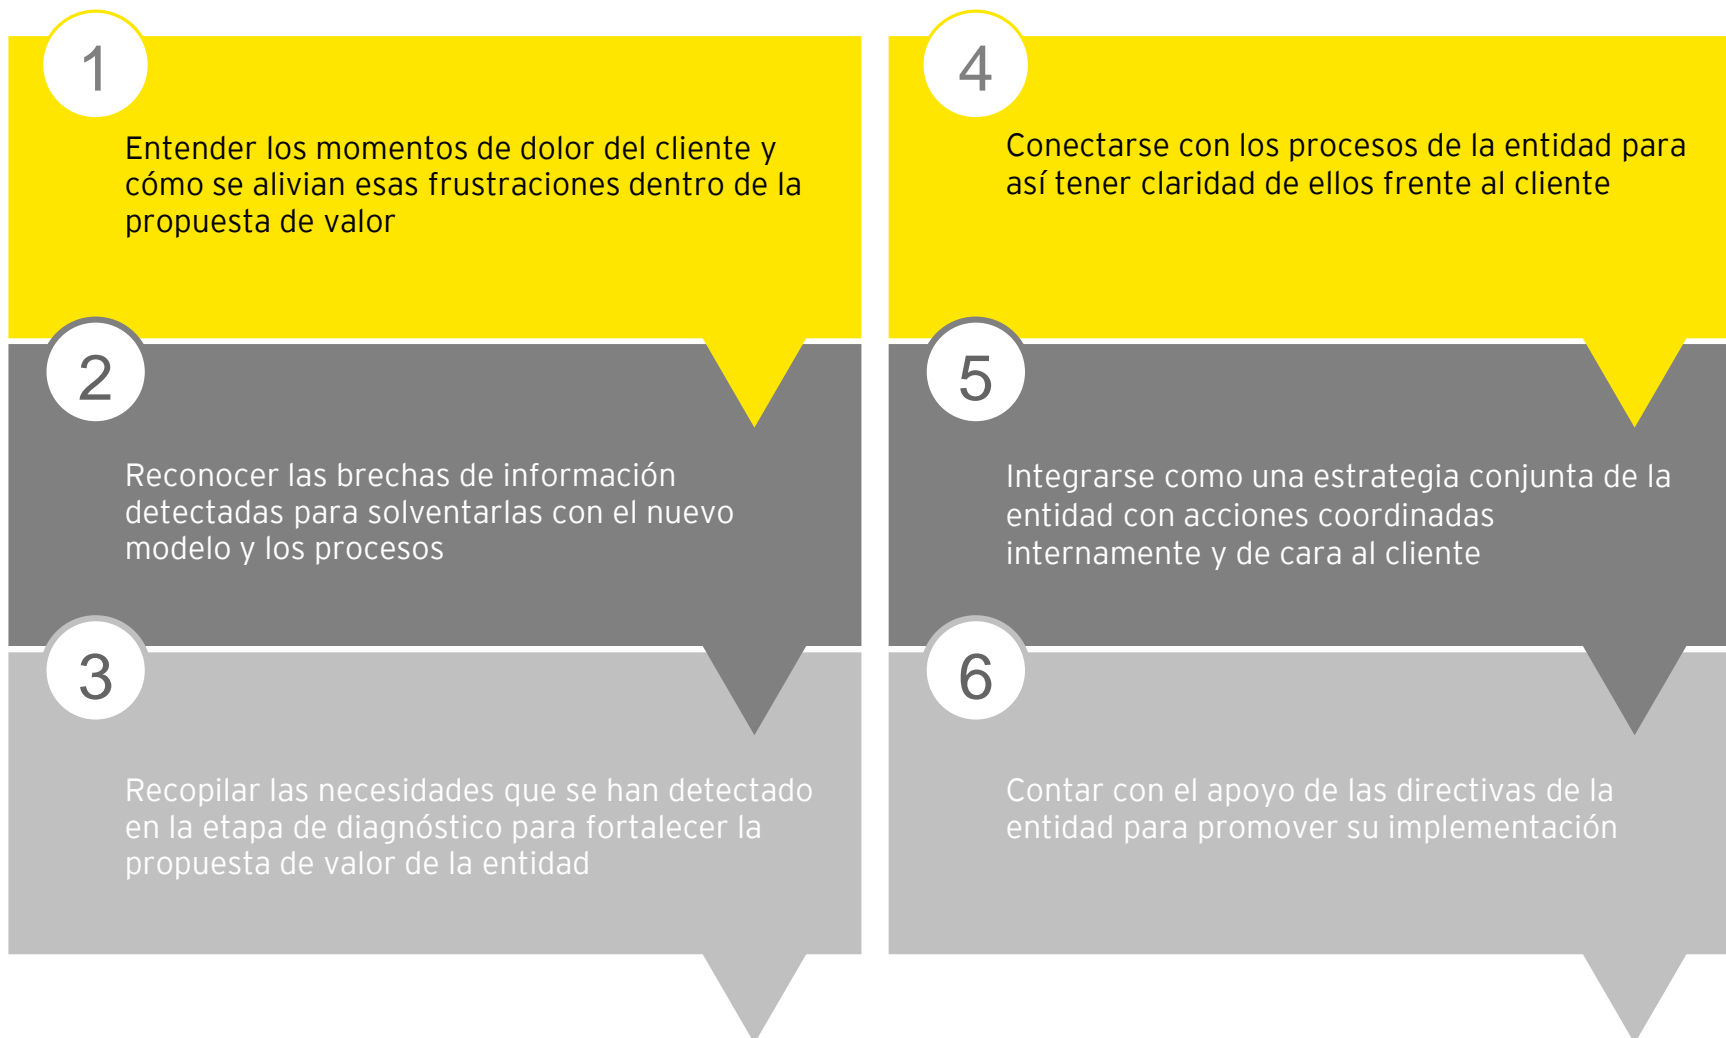 1
Entender los momentos de dolor del cliente y
cómo se alivian esas frustraciones dentro de la
propuesta de valor
2
Reconocer las brechas de información
detectadas para solventarlas con el nuevo
modelo y los procesos
3
Recopilar las necesidades que se han detectado
en la etapa de diagnóstico para fortalecer la
propuesta de valor de la entidad
4
Conectarse con los procesos de la entidad para
así tener claridad de ellos frente al cliente
5
Integrarse como una estrategia conjunta de la
entidad con acciones coordinadas
internamente y de cara al cliente
6
Contar con el apoyo de las directivas de la
entidad para promover su implementación